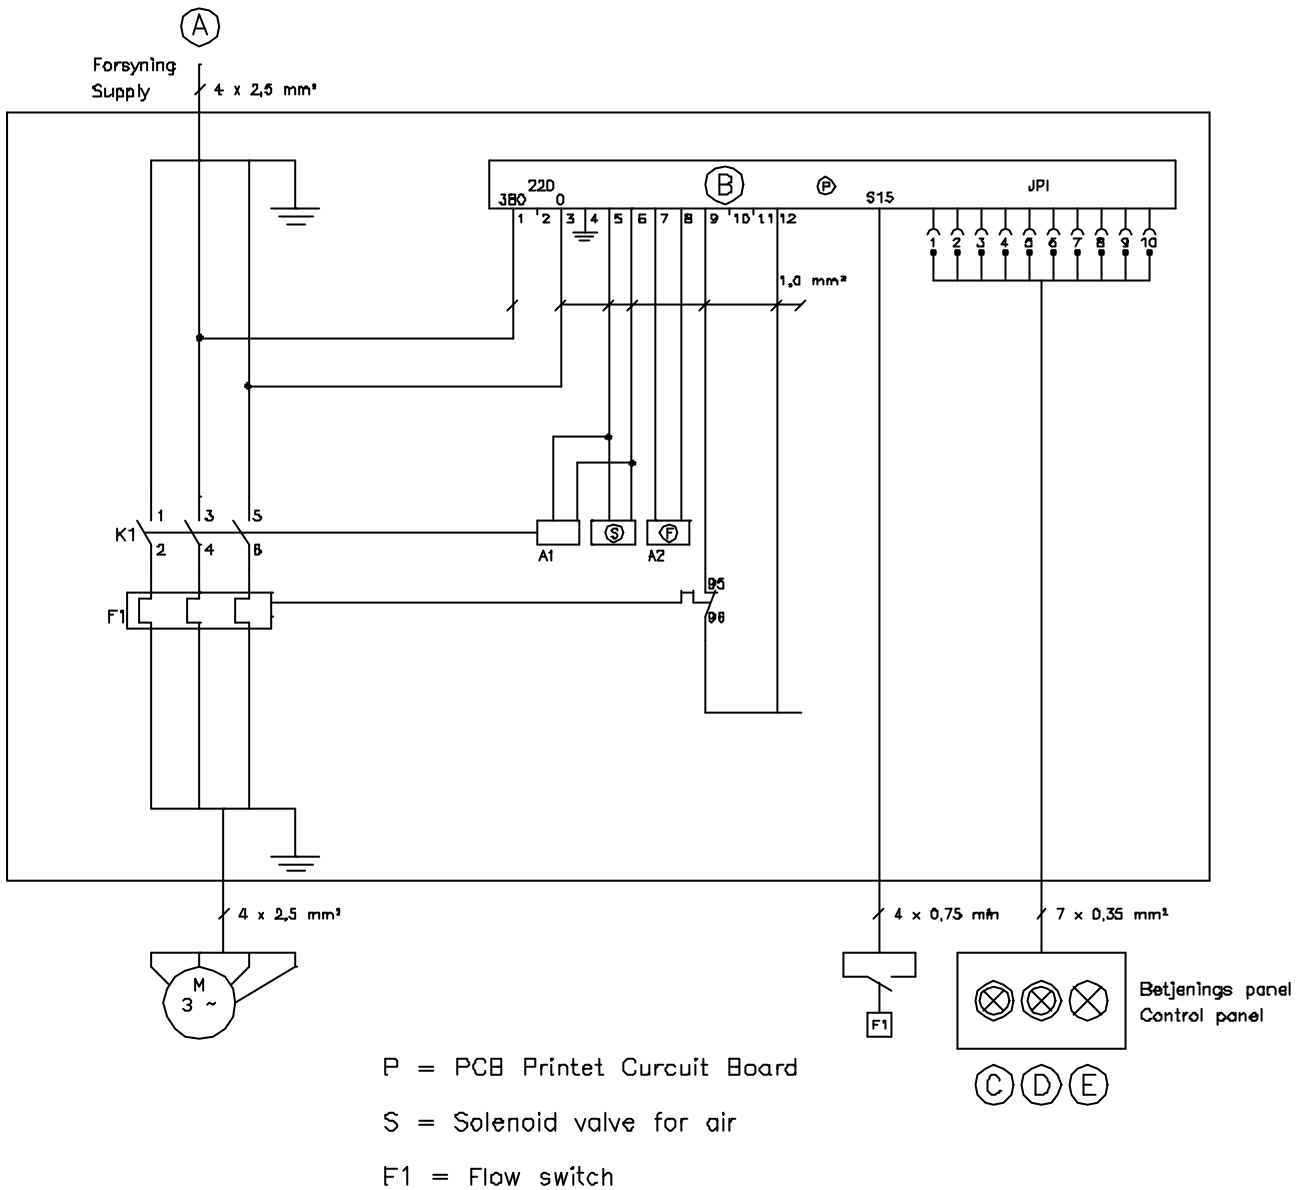 A
Forsyning
Supply
4 x 2,5 mm²
380
220
0
B
P
S15
JP1
1 2 3 4 5 6 7 8 9 10 11 12
1 2 3 4 5 6 7 8 9 10
1,0 mm²
K1
1 3 5
2 4 6
A1
S
A2
F
F1
95
96
4 x 2,5 mm²
4 x 0,75 mm
7 x 0,35 mm²
M
3 ~
F1
Betjenings panel
Control panel
C D E
P = PCB Printet Curcuit Board
S = Solenoid valve for air
F1 = Flow switch